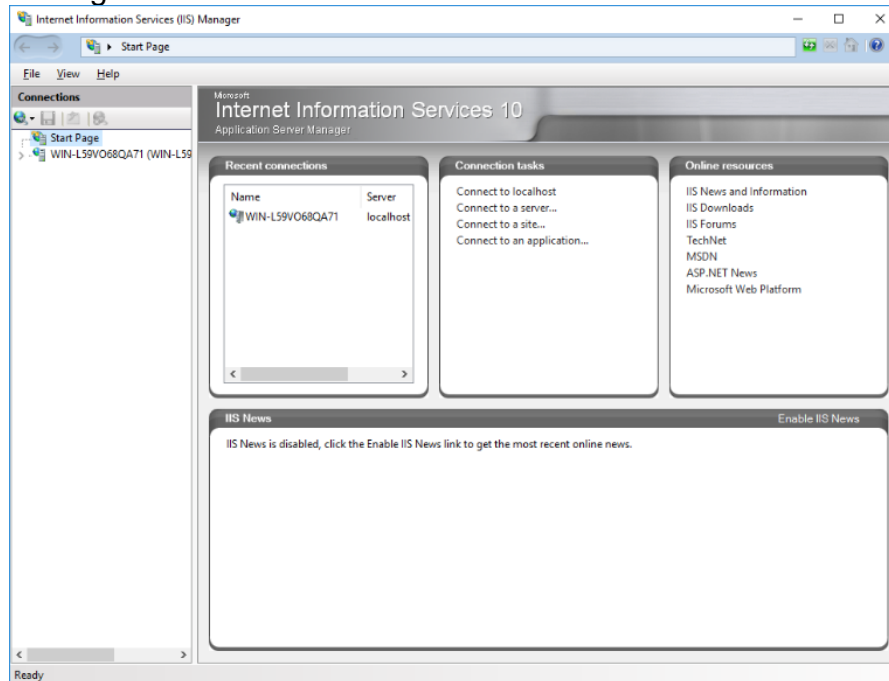 Internet Information Services (IIS) Manager
Start Page
File View Help
Connections
Start Page
WIN-L59VO68QA71 (WIN-L59
Microsoft
Internet Information Services 10
Application Server Manager
Recent connections
Name Server
WIN-L59VO68QA71 localhost
Connection tasks
Connect to localhost
Connect to a server...
Connect to a site...
Connect to an application...
Online resources
IIS News and Information
IIS Downloads
IIS Forums
TechNet
MSDN
ASP.NET News
Microsoft Web Platform
IIS News Enable IIS News
IIS News is disabled, click the Enable IIS News link to get the most recent online news.
Ready